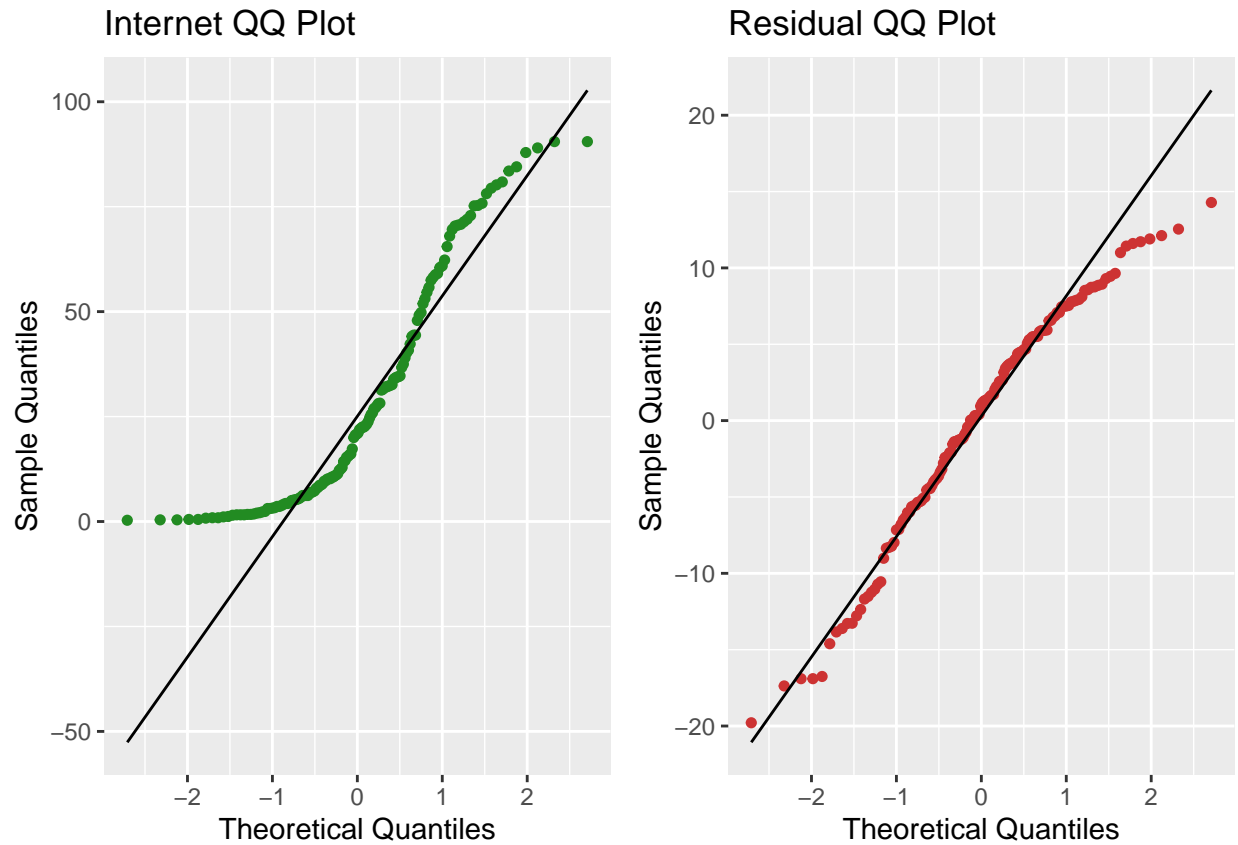 Internet QQ Plot
100
50
0
−50
−2 −1 0 1 2
Theoretical Quantiles
Sample Quantiles
Residual QQ Plot
20
10
0
−10
−20
−2 −1 0 1 2
Theoretical Quantiles
Sample Quantiles